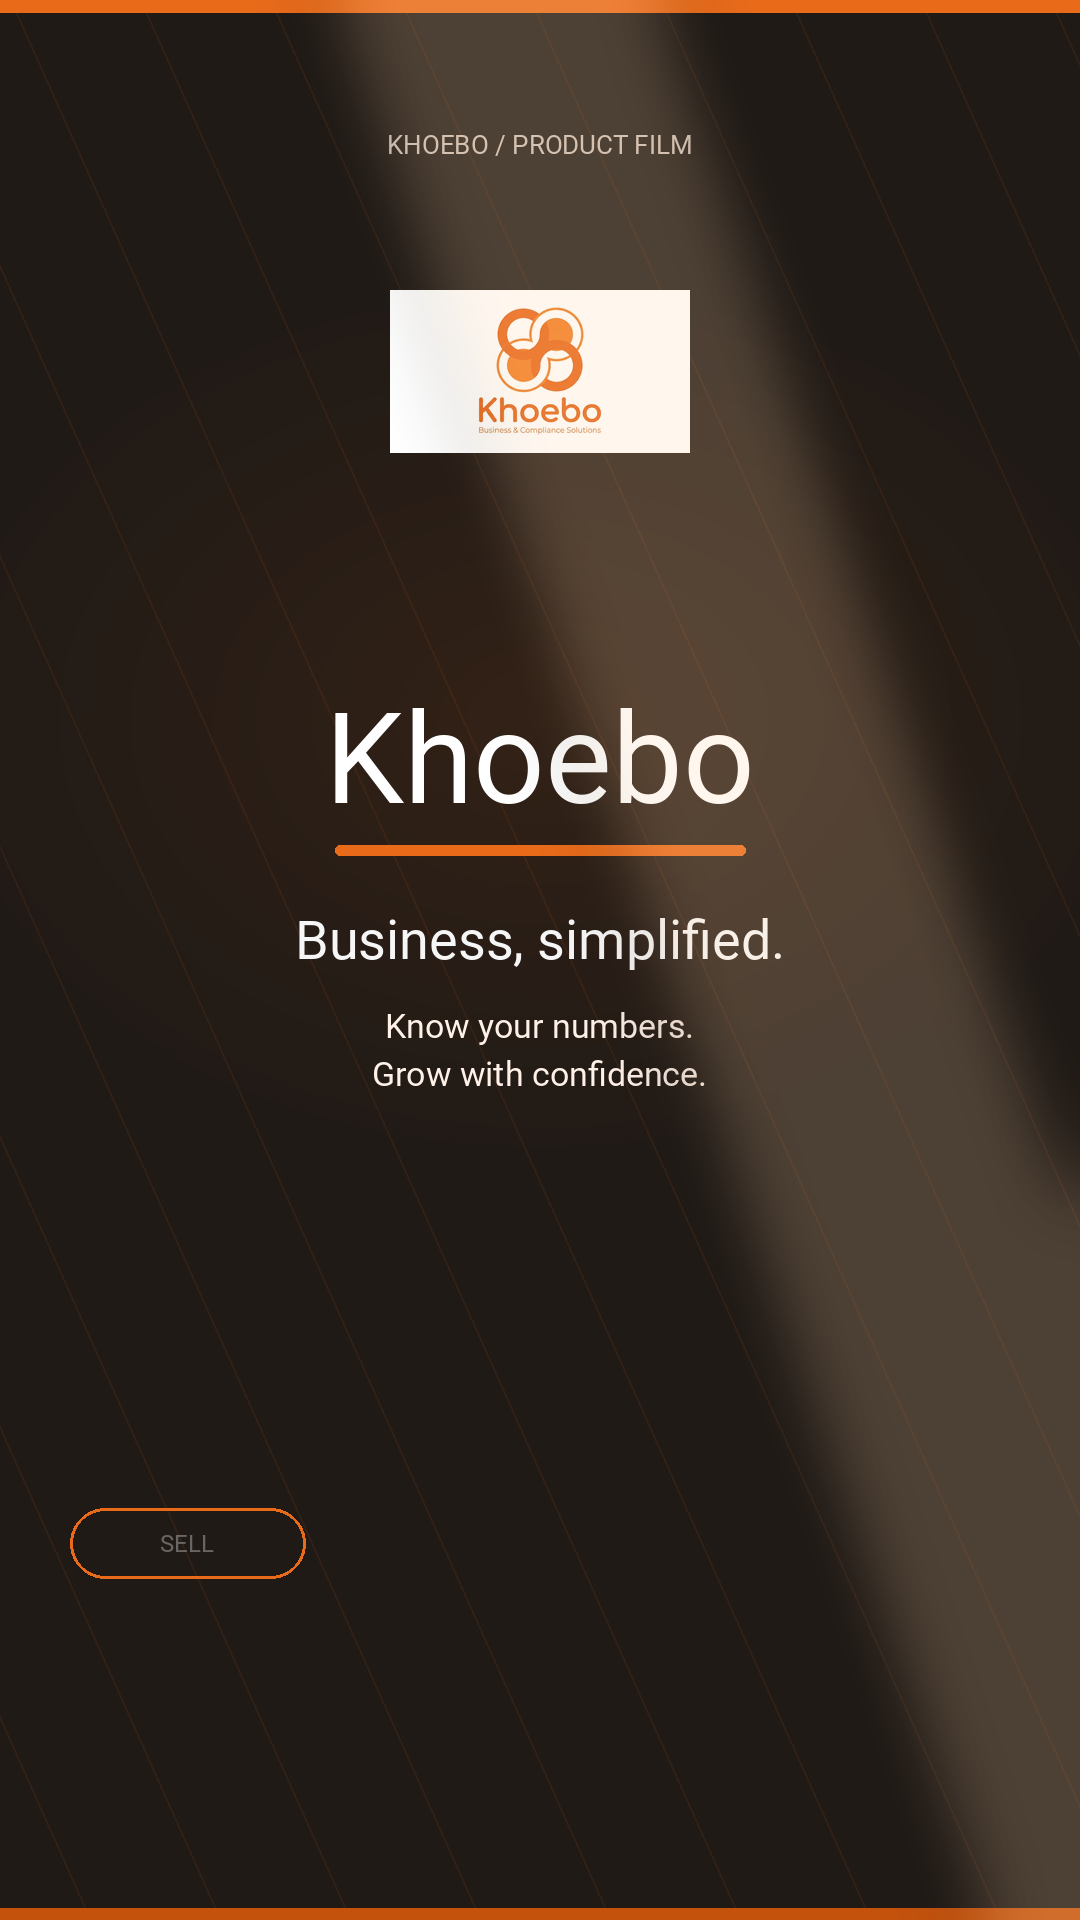 KHOEBO / PRODUCT FILM
Khoebo
Business & Compliance Solutions
Khoebo
Business, simplified.
Know your numbers.
Grow with confidence.
SELL